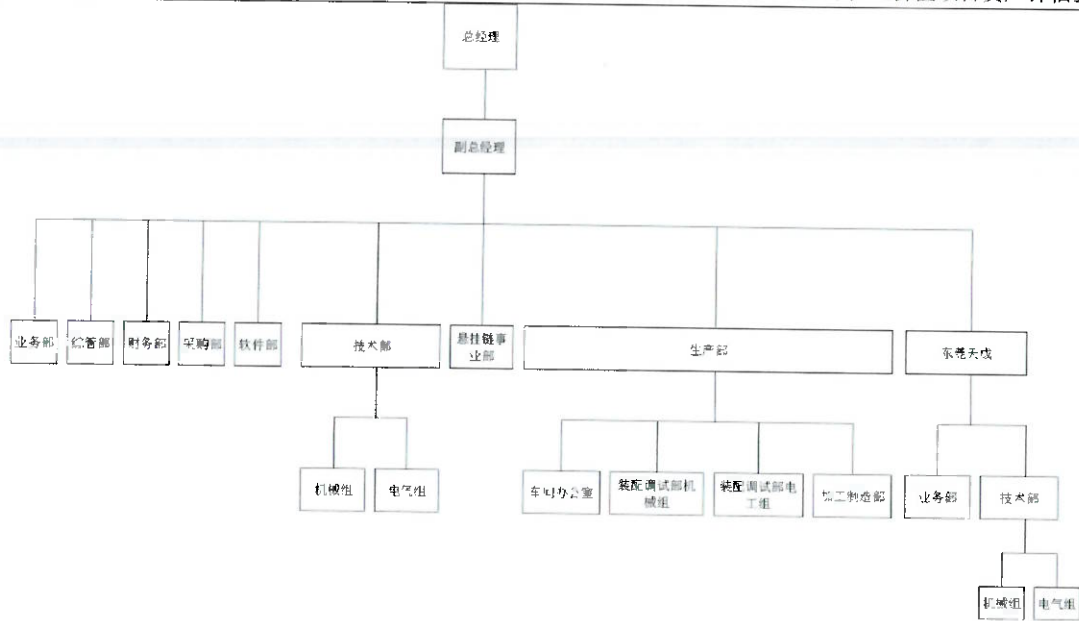 总经理
副总经理
业务部
综管部
财务部
采购部
软件部
技术部
悬挂链事
业部
生产部
东莞天成
机械组
电气组
车间办公室
装配调试部机
械组
装配调试部电
工组
加工制造部
业务部
技术部
机械组
电气组